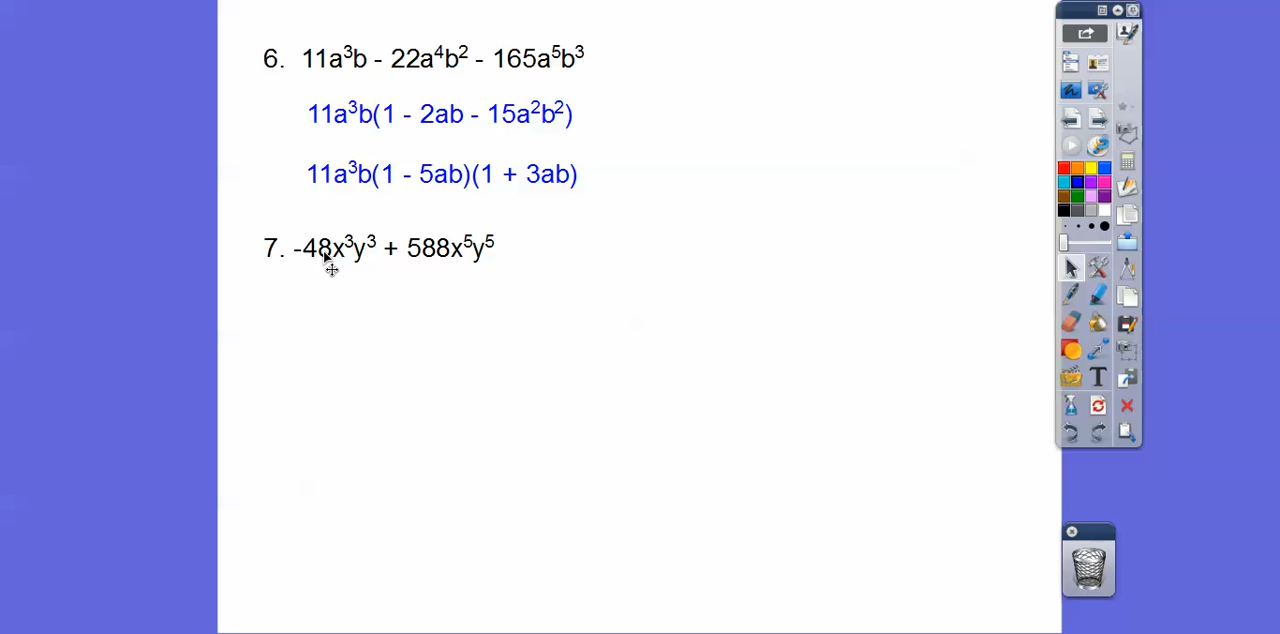 6. 11a³b - 22a⁴b² - 165a⁵b³
11a³b(1 - 2ab - 15a²b²)
11a³b(1 - 5ab)(1 + 3ab)
7. -48x³y³ + 588x⁵y⁵
T